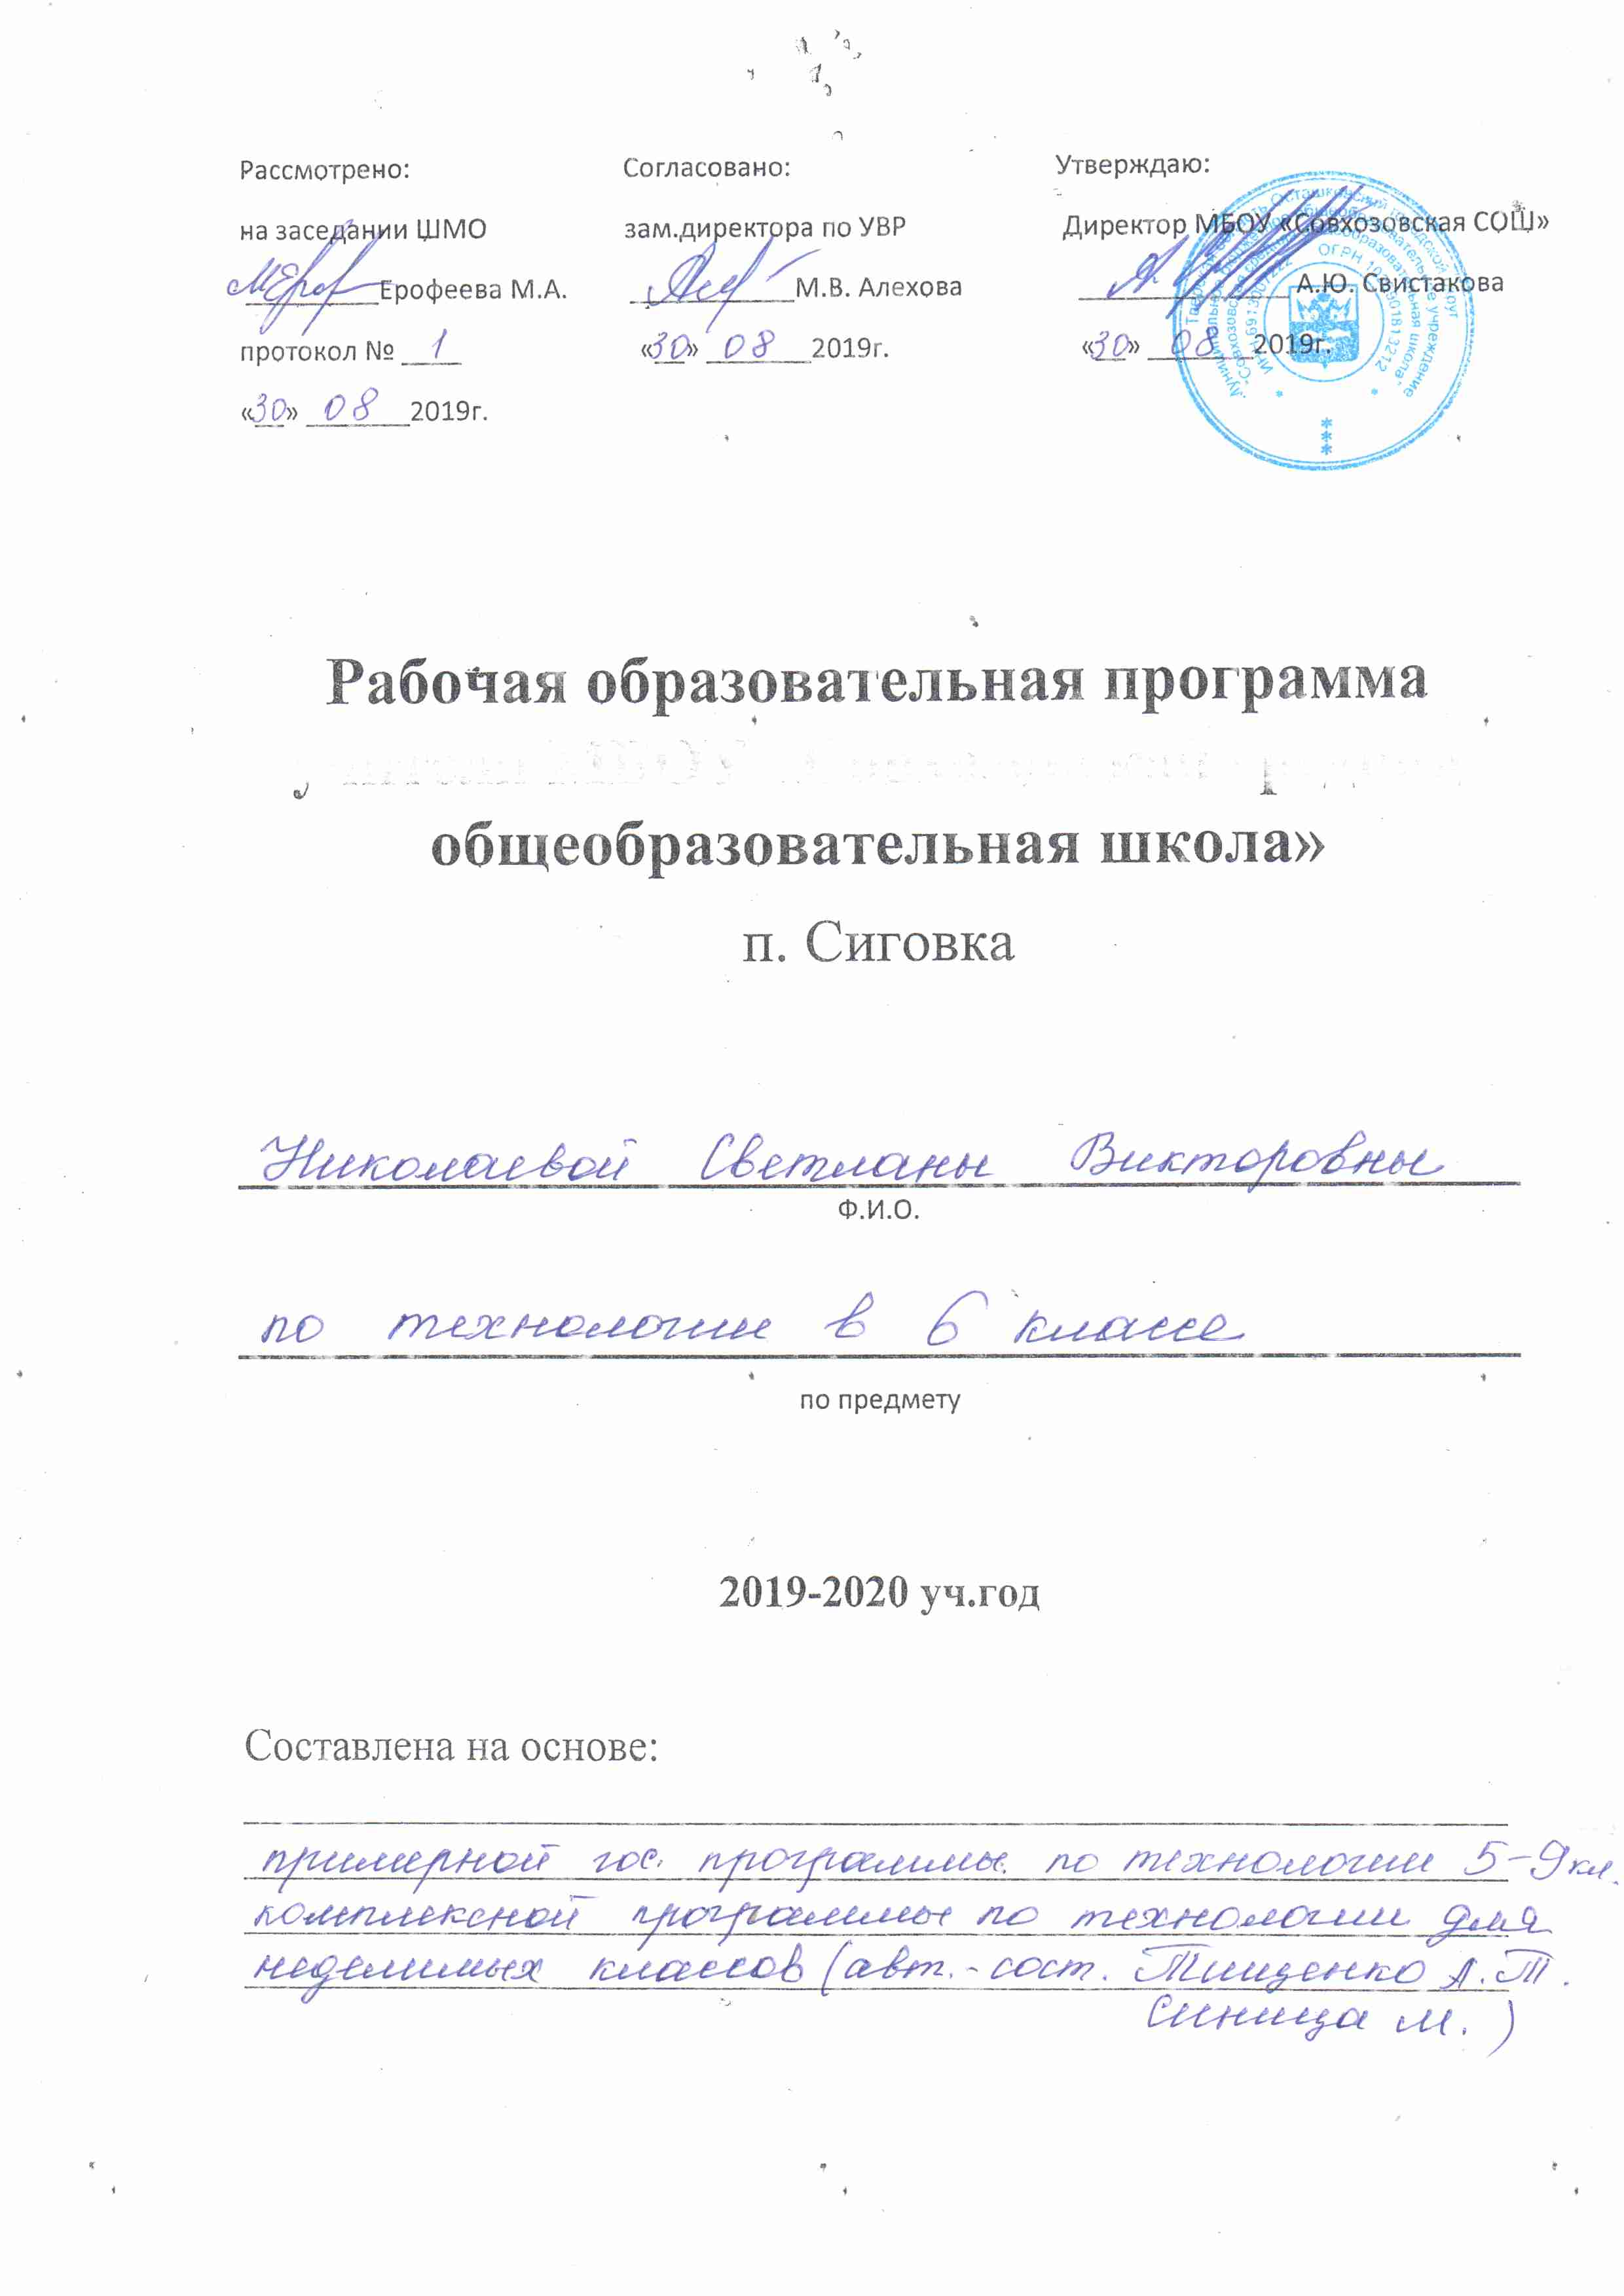 Рассмотрено:
на заседании ШМО
Ерофеева М.А.
протокол № 1
«30» 08 2019г.
Согласовано:
зам.директора по УВР
М.В. Алехова
«30» 08 2019г.
Утверждаю:
Директор МБОУ «Совхозовская СОШ»
А.Ю. Свистакова
«30» 08 2019г.
Рабочая образовательная программа
общеобразовательная школа»
п. Сиговка
Николаевой Светланы Викторовны
Ф.И.О.
по технологии в 6 классе
по предмету
2019-2020 уч.год
Составлена на основе:
примерной гос. программы по технологии 5-9 кл.
комплексной программы по технологии для
неделимых классов (авт.-сост. Тищенко А.Т.
Синица М.)